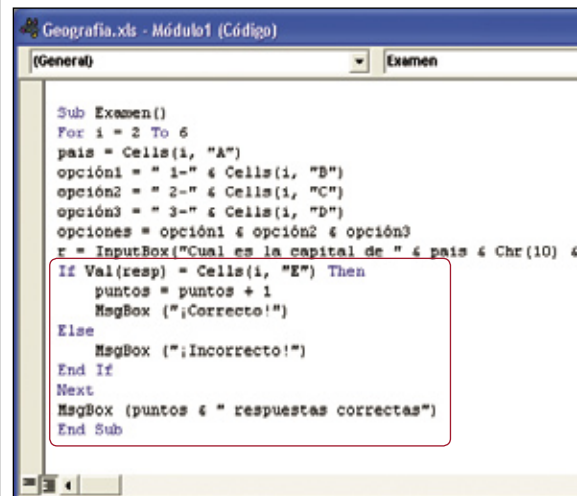 Geografia.xls - Módulo1 (Código)
(General) Examen
Sub Examen()
For i = 2 To 6
pais = Cells(i, "A")
opción1 = " 1-" & Cells(i, "B")
opción2 = " 2-" & Cells(i, "C")
opción3 = " 3-" & Cells(i, "D")
opciones = opción1 & opción2 & opción3
r = InputBox("Cual es la capital de " & pais & Chr(10) &
If Val(resp) = Cells(i, "E") Then
puntos = puntos + 1
MsgBox ("¡Correcto!")
Else
MsgBox ("¡Incorrecto!")
End If
Next
MsgBox (puntos & " respuestas correctas")
End Sub